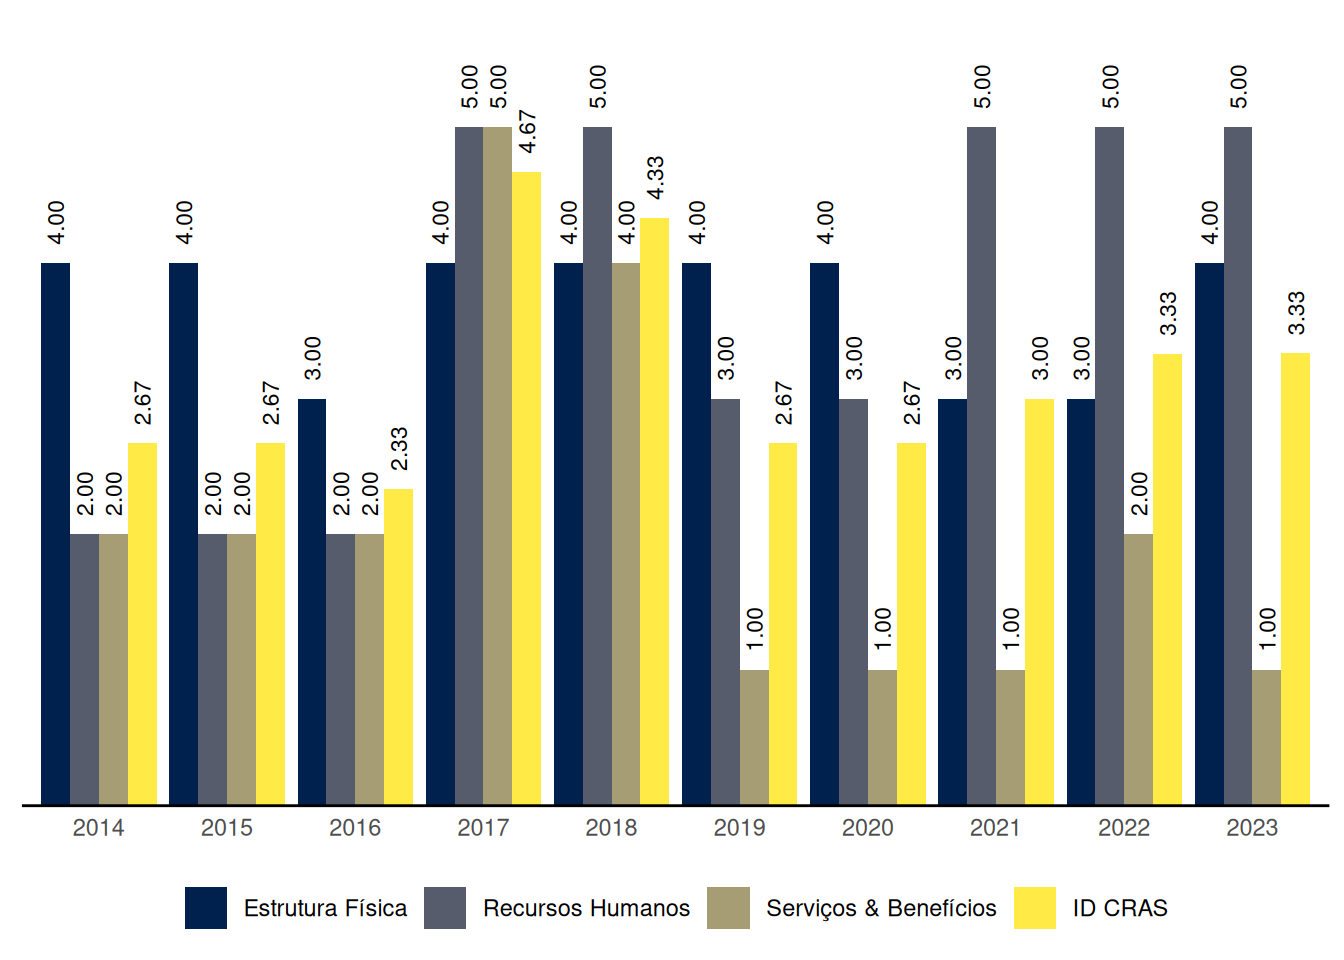 4.00 2.00 2.00 2.67
4.00 2.00 2.00 2.67
3.00 2.00 2.00 2.33
4.00 5.00 5.00 4.67
4.00 5.00 4.00 4.33
4.00 3.00 1.00 2.67
4.00 3.00 1.00 2.67
3.00 5.00 1.00 3.00
3.00 5.00 2.00 3.33
4.00 5.00 1.00 3.33
2014 2015 2016 2017 2018 2019 2020 2021 2022 2023
Estrutura Física Recursos Humanos Serviços & Benefícios ID CRAS